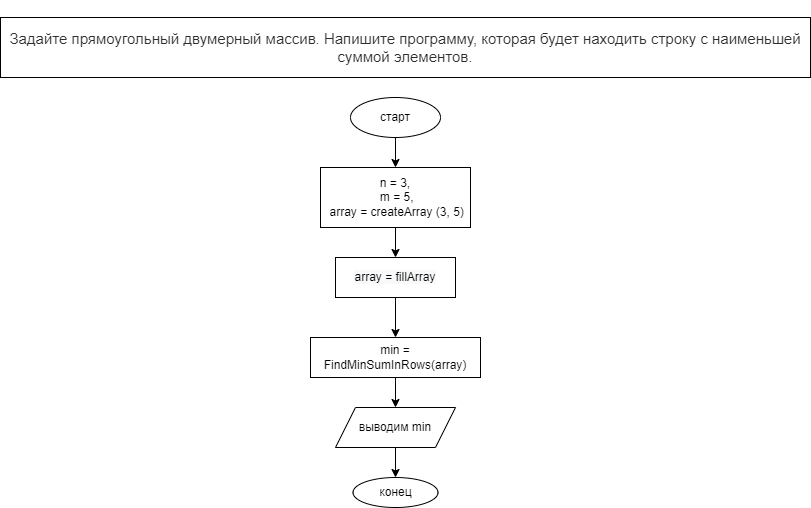 Задайте прямоугольный двумерный массив. Напишите программу, которая будет находить строку с наименьшей
суммой элементов.
старт
n = 3,
m = 5,
array = createArray (3, 5)
array = fillArray
min =
FindMinSumInRows(array)
выводим min
конец